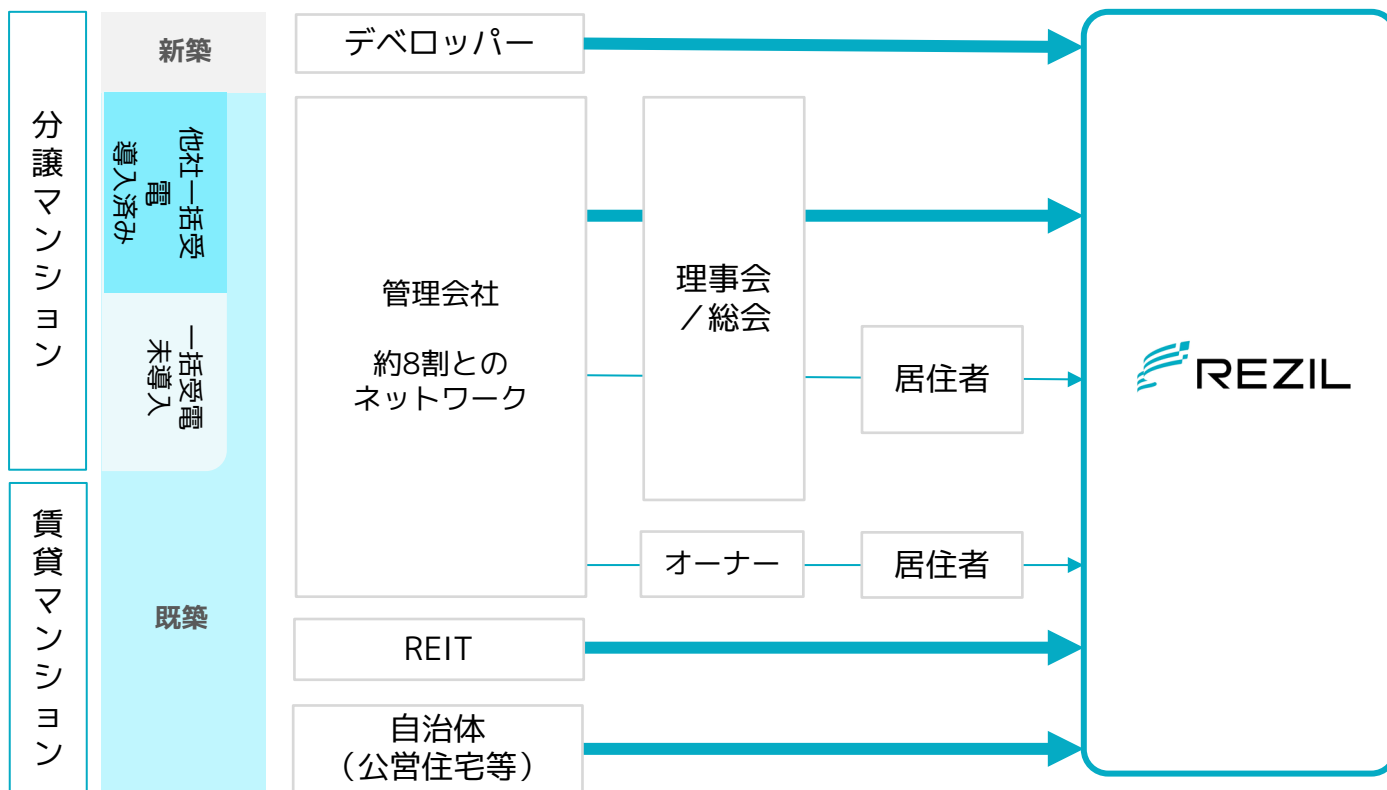 分譲マンション
新築
他社一括受
電
導入済み
一括受電
未導入
賃貸マンション
既築
デベロッパー
管理会社
約8割との
ネットワーク
理事会
／総会
居住者
オーナー
居住者
REIT
自治体
（公営住宅等）
REZIL